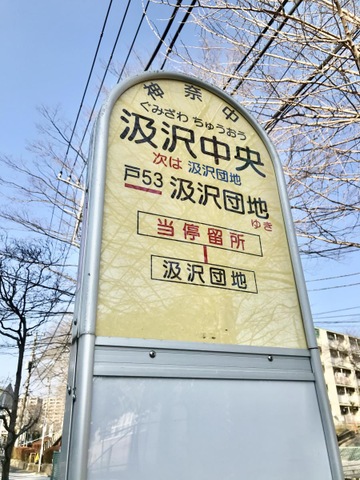 神奈中
ぐみざわ ちゅうおう
汲沢中央
次は 汲沢団地
戸53 汲沢団地
ゆき
当停留所
汲沢団地